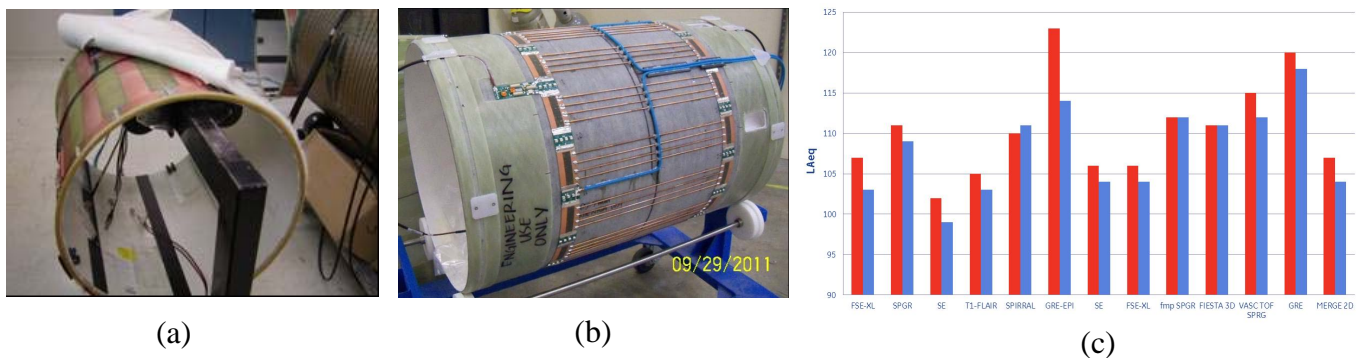 ENGINEERING
USE
ONLY
09/29/2011
125
120
115
110
105
100
95
90
LAeq
FSE-XL SPGR SE T1-FLAIR SPIRRAL GRE-EPI SE FSE-XL fmp SPGR FIESTA 3D VASC TOF GRE MERGE 2D
SPRG
(a) (b) (c)